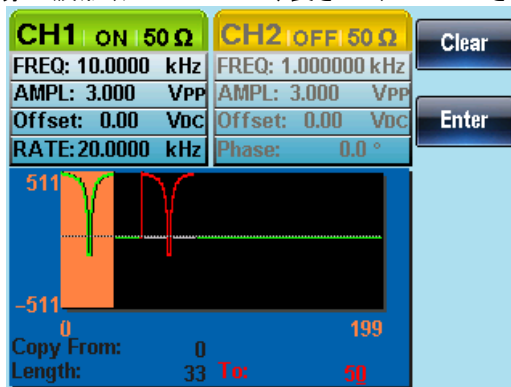 CH1 ON 50 Ω
FREQ: 10.0000 kHz
AMPL: 3.000 VPP
Offset: 0.00 VDC
RATE: 20.0000 kHz
CH2 OFF 50 Ω
FREQ: 1.000000 kHz
AMPL: 3.000 VPP
Offset: 0.00 VDC
Phase: 0.0 °
Clear
Enter
511
-511
0 199
Copy From: 0
Length: 33 To: 50